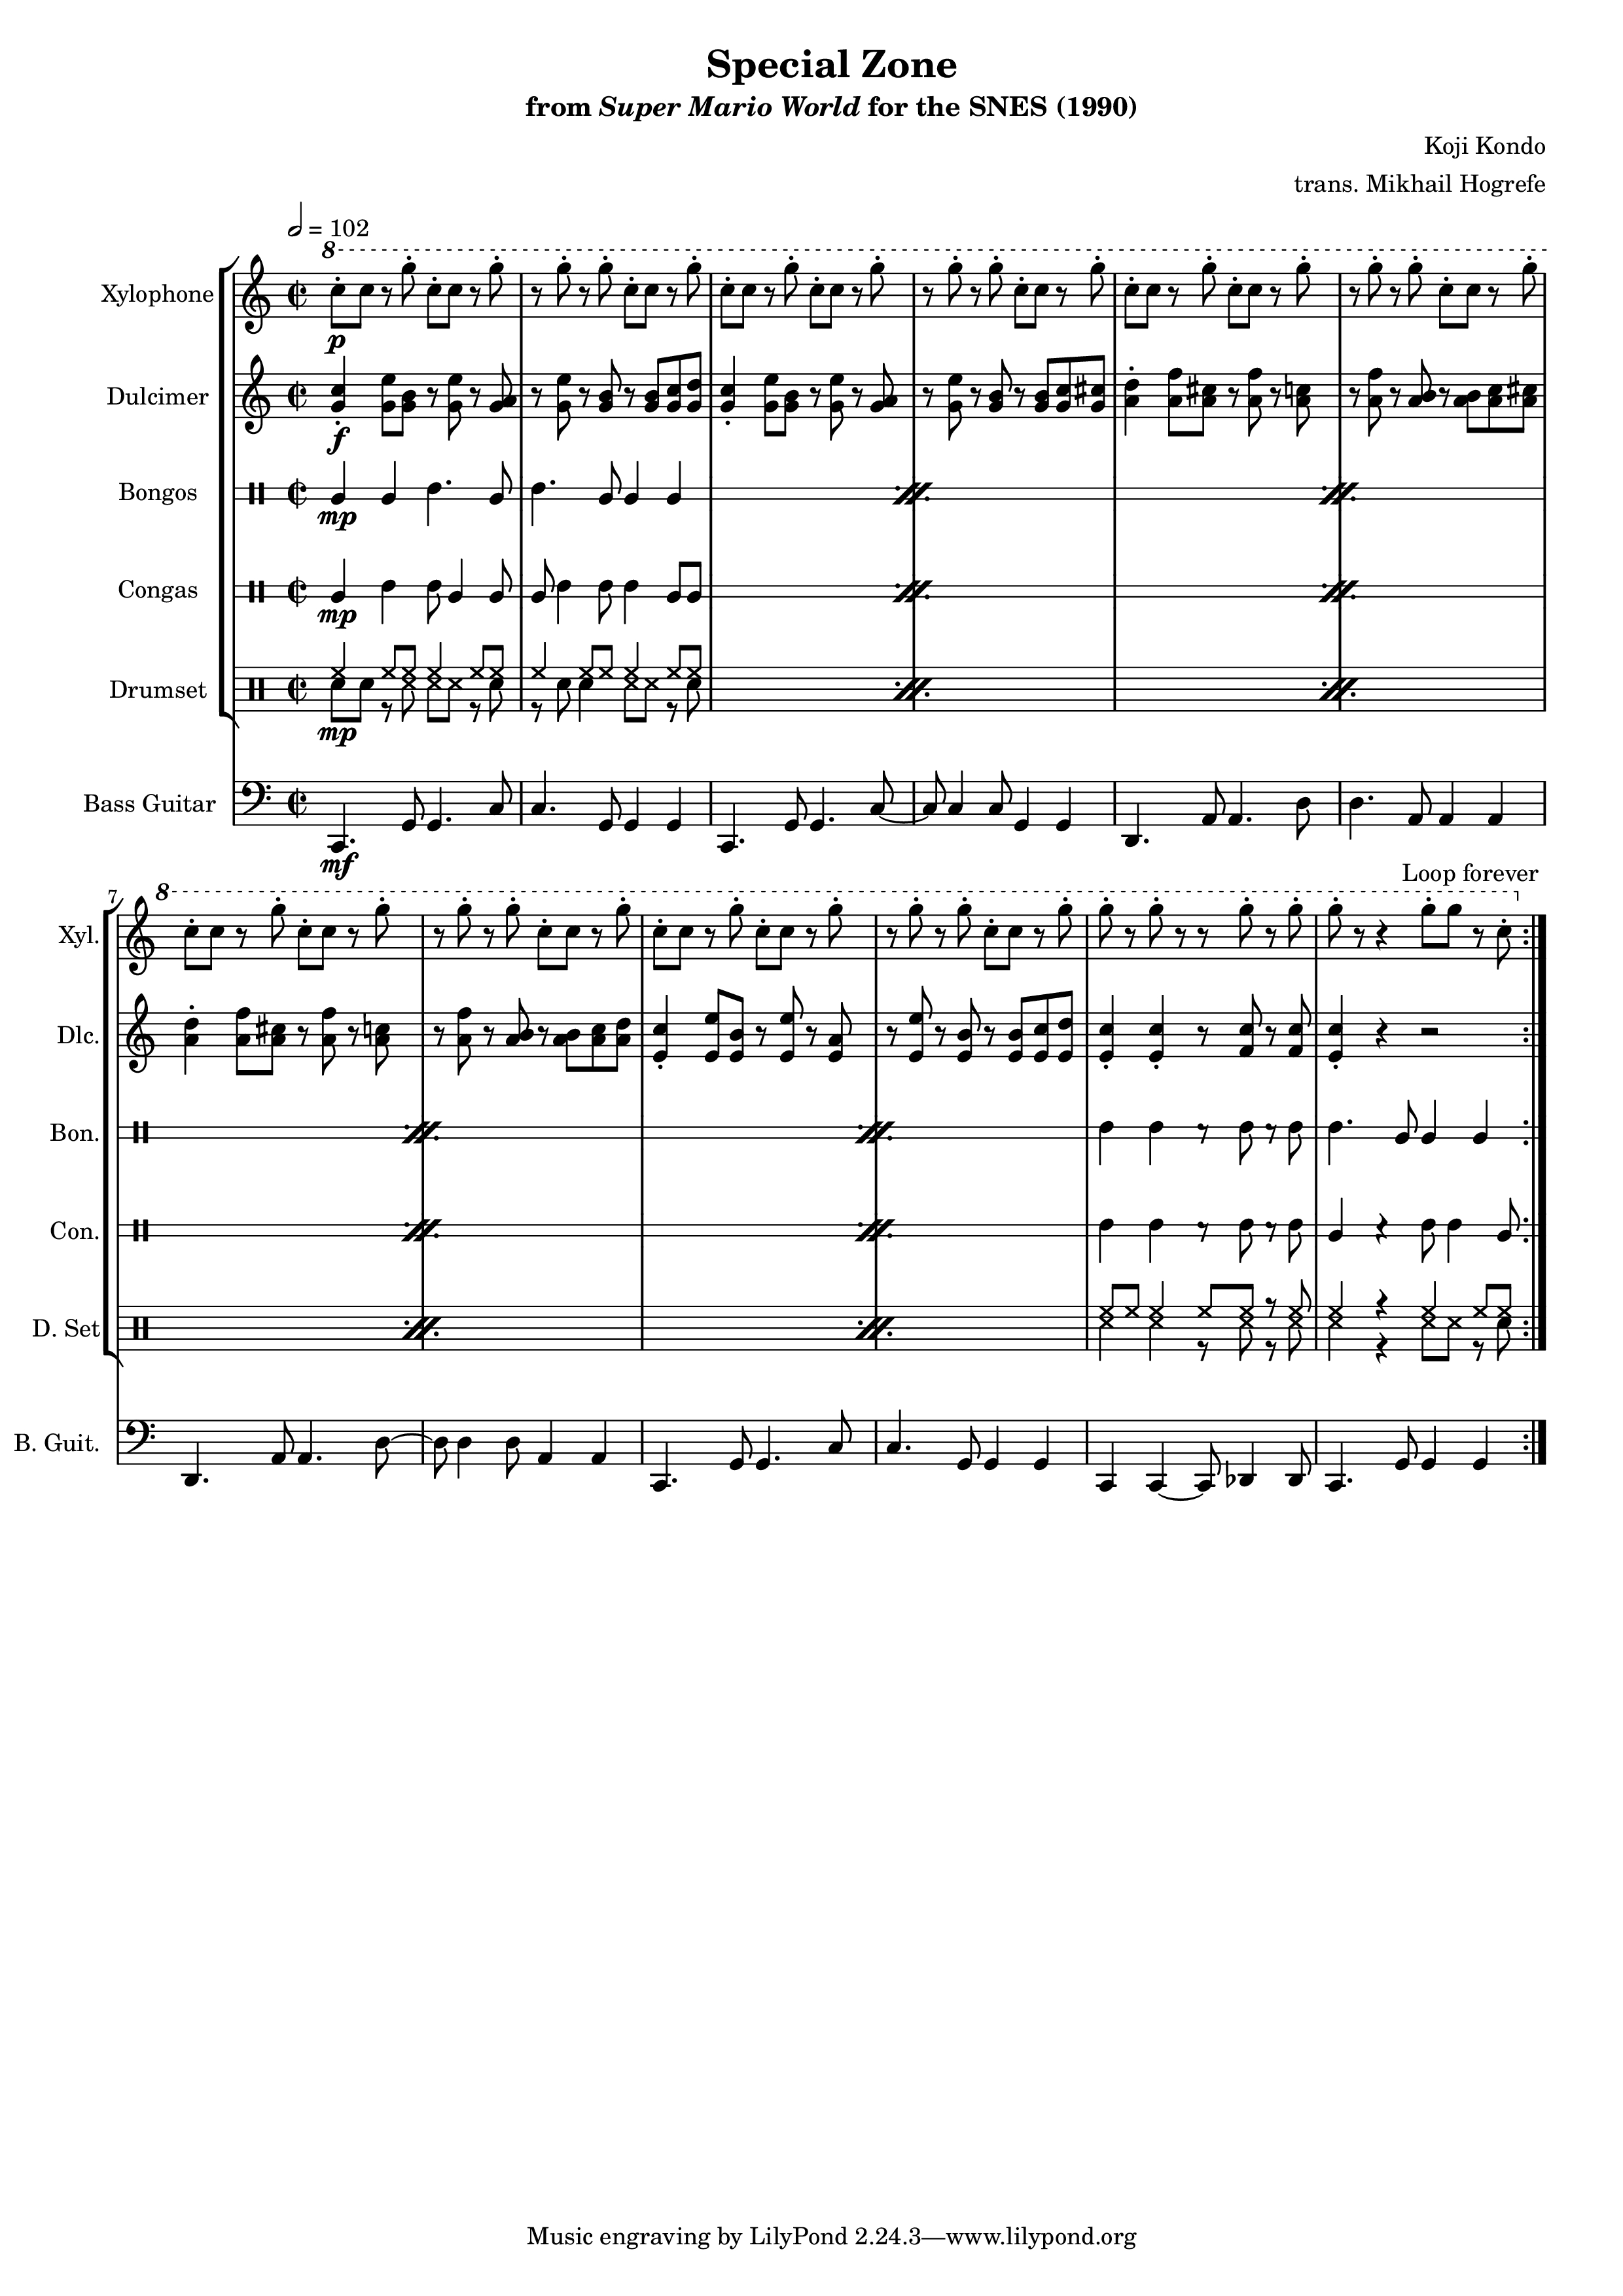 Special Zone
from Super Mario World for the SNES (1990)
Koji Kondo
trans. Mikhail Hogrefe
= 102
8
Xylophone
p
Dulcimer
f
Bongos
mp
Congas
mp
Drumset
mp
Bass Guitar
mf
Loop forever
7
8
Xyl.
Dlc.
Bon.
Con.
D. Set
B. Guit.
Music engraving by LilyPond 2.24.3—www.lilypond.org